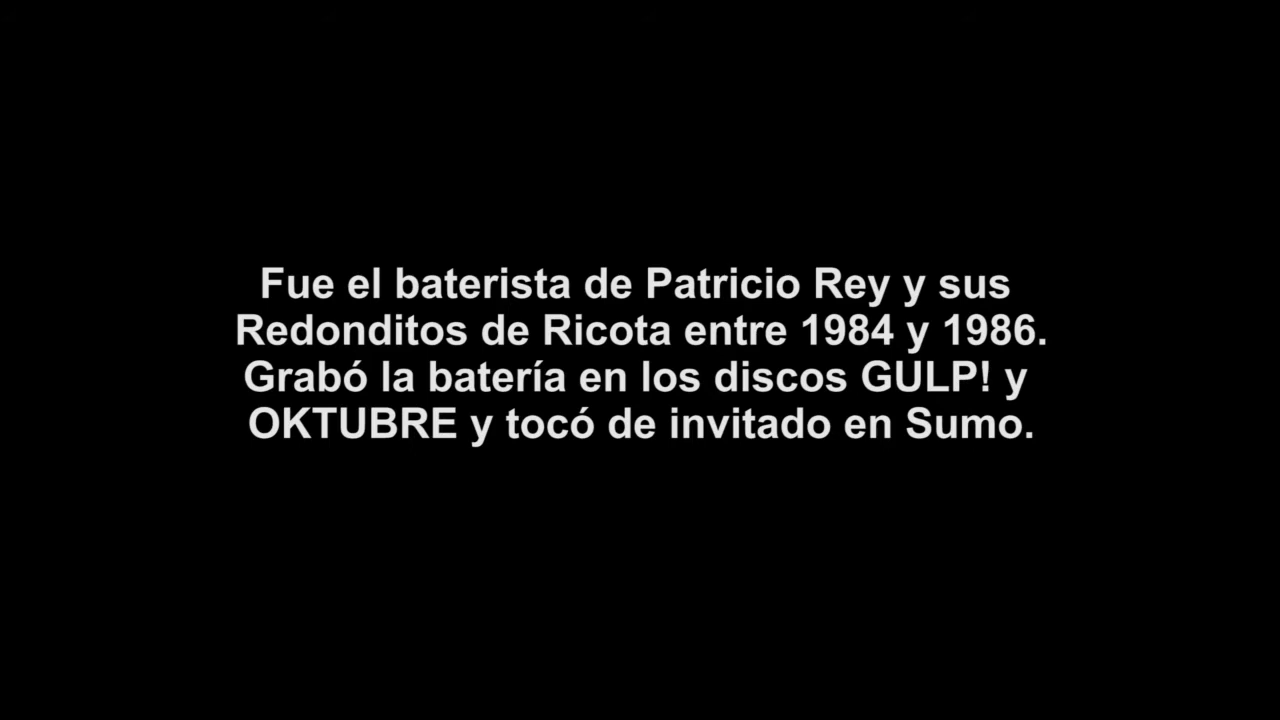 Fue el baterista de Patricio Rey y sus
Redonditos de Ricota entre 1984 y 1986.
Grabó la batería en los discos GULP! y
OKTUBRE y tocó de invitado en Sumo.